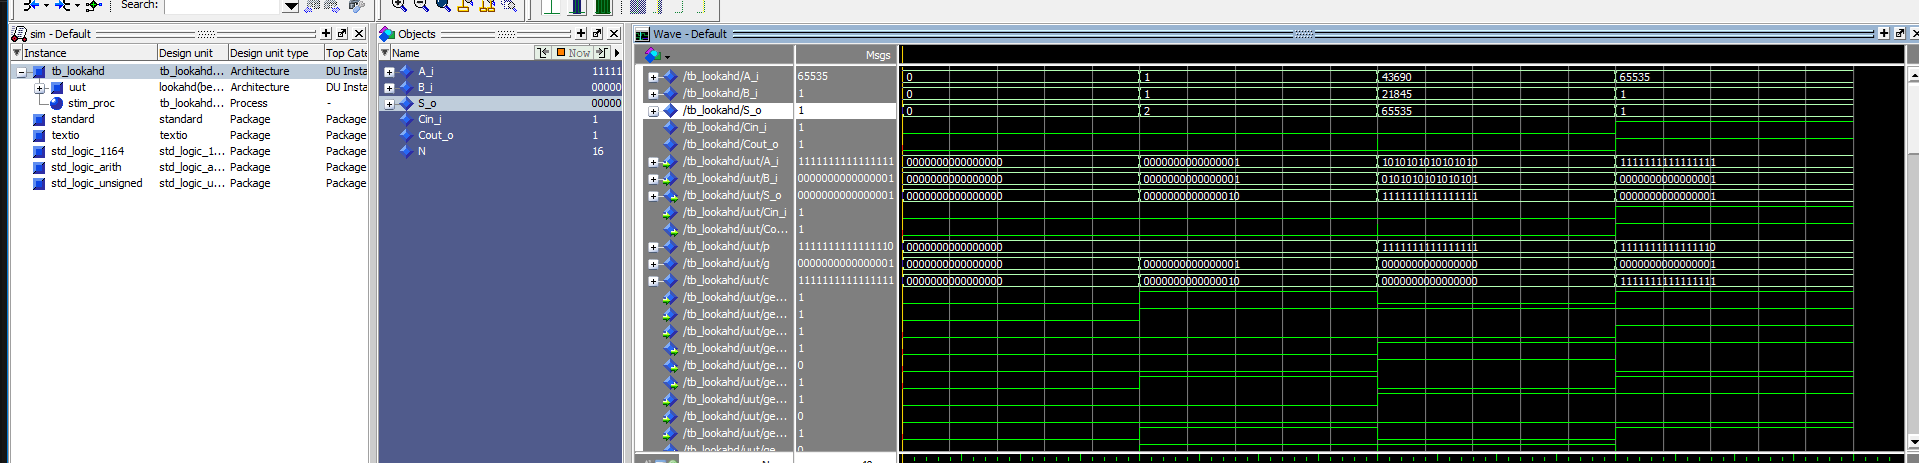 Search:
sim - Default
Instance Design unit Design unit type Top Cate
tb_lookahd tb_lookahd... Architecture DU Insta
uut lookahd(be... Architecture DU Insta
stim_proc tb_lookahd... Process -
standard standard Package Package
textio textio Package Package
std_logic_1164 std_logic_1... Package Package
std_logic_arith std_logic_a... Package Package
std_logic_unsigned std_logic_u... Package Package
Objects
Name Now
A_i 11111
B_i 00000
S_o 00000
Cin_i 1
Cout_o 1
N 16
Wave - Default
Msgs
/tb_lookahd/A_i 65535 0 1 43690 65535
/tb_lookahd/B_i 1 0 1 21845 1
/tb_lookahd/S_o 1 0 2 65535 1
/tb_lookahd/Cin_i 1
/tb_lookahd/Cout_o 1
/tb_lookahd/uut/A_i 1111111111111111 0000000000000000 0000000000000001 1010101010101010 1111111111111111
/tb_lookahd/uut/B_i 0000000000000001 0000000000000000 0000000000000001 0101010101010101 0000000000000001
/tb_lookahd/uut/S_o 0000000000000001 0000000000000000 0000000000000010 1111111111111111 0000000000000001
/tb_lookahd/uut/Cin_i 1
/tb_lookahd/uut/Co... 1
/tb_lookahd/uut/p 1111111111111110 0000000000000000 1111111111111111 1111111111111110
/tb_lookahd/uut/g 0000000000000001 0000000000000000 0000000000000001 0000000000000000 0000000000000001
/tb_lookahd/uut/c 1111111111111111 0000000000000000 0000000000000010 0000000000000000 1111111111111111
/tb_lookahd/uut/ge... 1
/tb_lookahd/uut/ge... 1
/tb_lookahd/uut/ge... 1
/tb_lookahd/uut/ge... 1
/tb_lookahd/uut/ge... 0
/tb_lookahd/uut/ge... 1
/tb_lookahd/uut/ge... 1
/tb_lookahd/uut/ge... 0
/tb_lookahd/uut/ge... 1
/tb_lookahd/uut/ge... 0